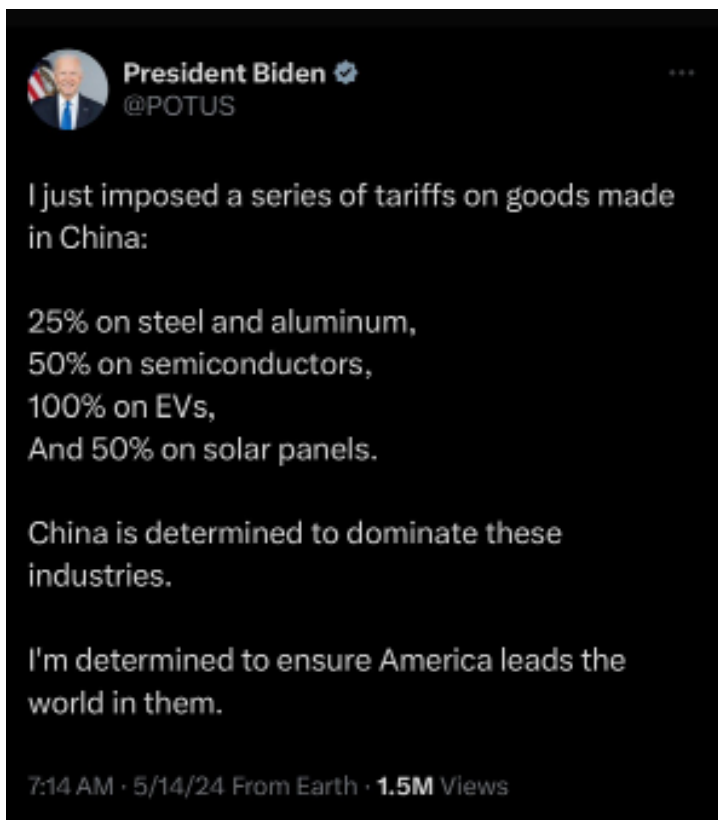 President Biden
@POTUS
I just imposed a series of tariffs on goods made
in China:
25% on steel and aluminum,
50% on semiconductors,
100% on EVs,
And 50% on solar panels.
China is determined to dominate these
industries.
I'm determined to ensure America leads the
world in them.
7:14 AM · 5/14/24 From Earth · 1.5M Views